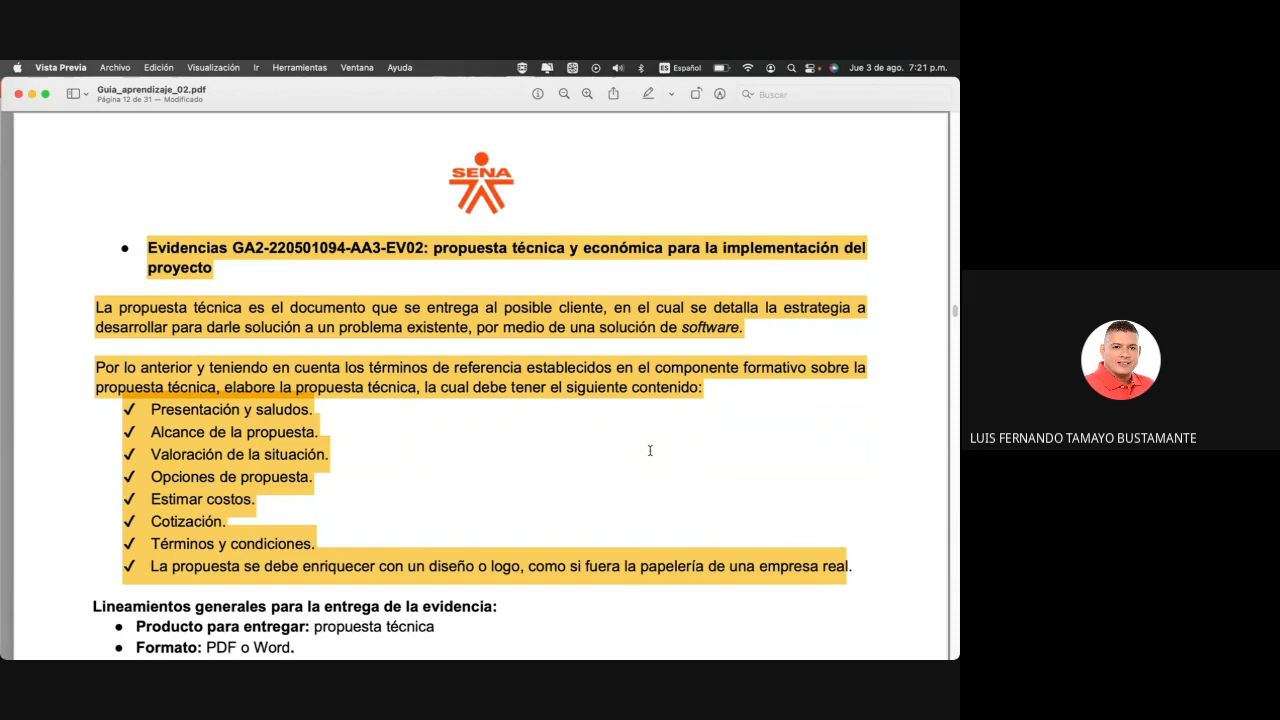 Vista Previa Archivo Edición Visualización Ir Herramientas Ventana Ayuda ES Español Jue 3 de ago. 7:21 p.m.
Guia_aprendizaje_02.pdf
Página 12 de 31 — Modificado
Buscar
SENA
● Evidencias GA2-220501094-AA3-EV02: propuesta técnica y económica para la implementación del
proyecto
La propuesta técnica es el documento que se entrega al posible cliente, en el cual se detalla la estrategia a
desarrollar para darle solución a un problema existente, por medio de una solución de software.
Por lo anterior y teniendo en cuenta los términos de referencia establecidos en el componente formativo sobre la
propuesta técnica, elabore la propuesta técnica, la cual debe tener el siguiente contenido:
✓ Presentación y saludos.
✓ Alcance de la propuesta.
✓ Valoración de la situación.
✓ Opciones de propuesta.
✓ Estimar costos.
✓ Cotización.
✓ Términos y condiciones.
✓ La propuesta se debe enriquecer con un diseño o logo, como si fuera la papelería de una empresa real.
Lineamientos generales para la entrega de la evidencia:
● Producto para entregar: propuesta técnica
● Formato: PDF o Word.
LUIS FERNANDO TAMAYO BUSTAMANTE